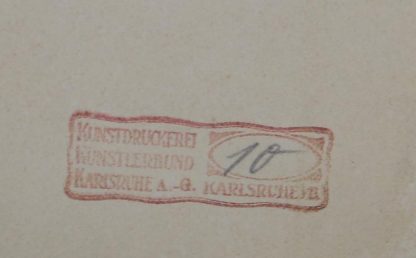 KUNSTDRUCKEREI
KÜNSTLERBUND
KARLSRUHE A.-G. KARLSRUHE i/B.
10